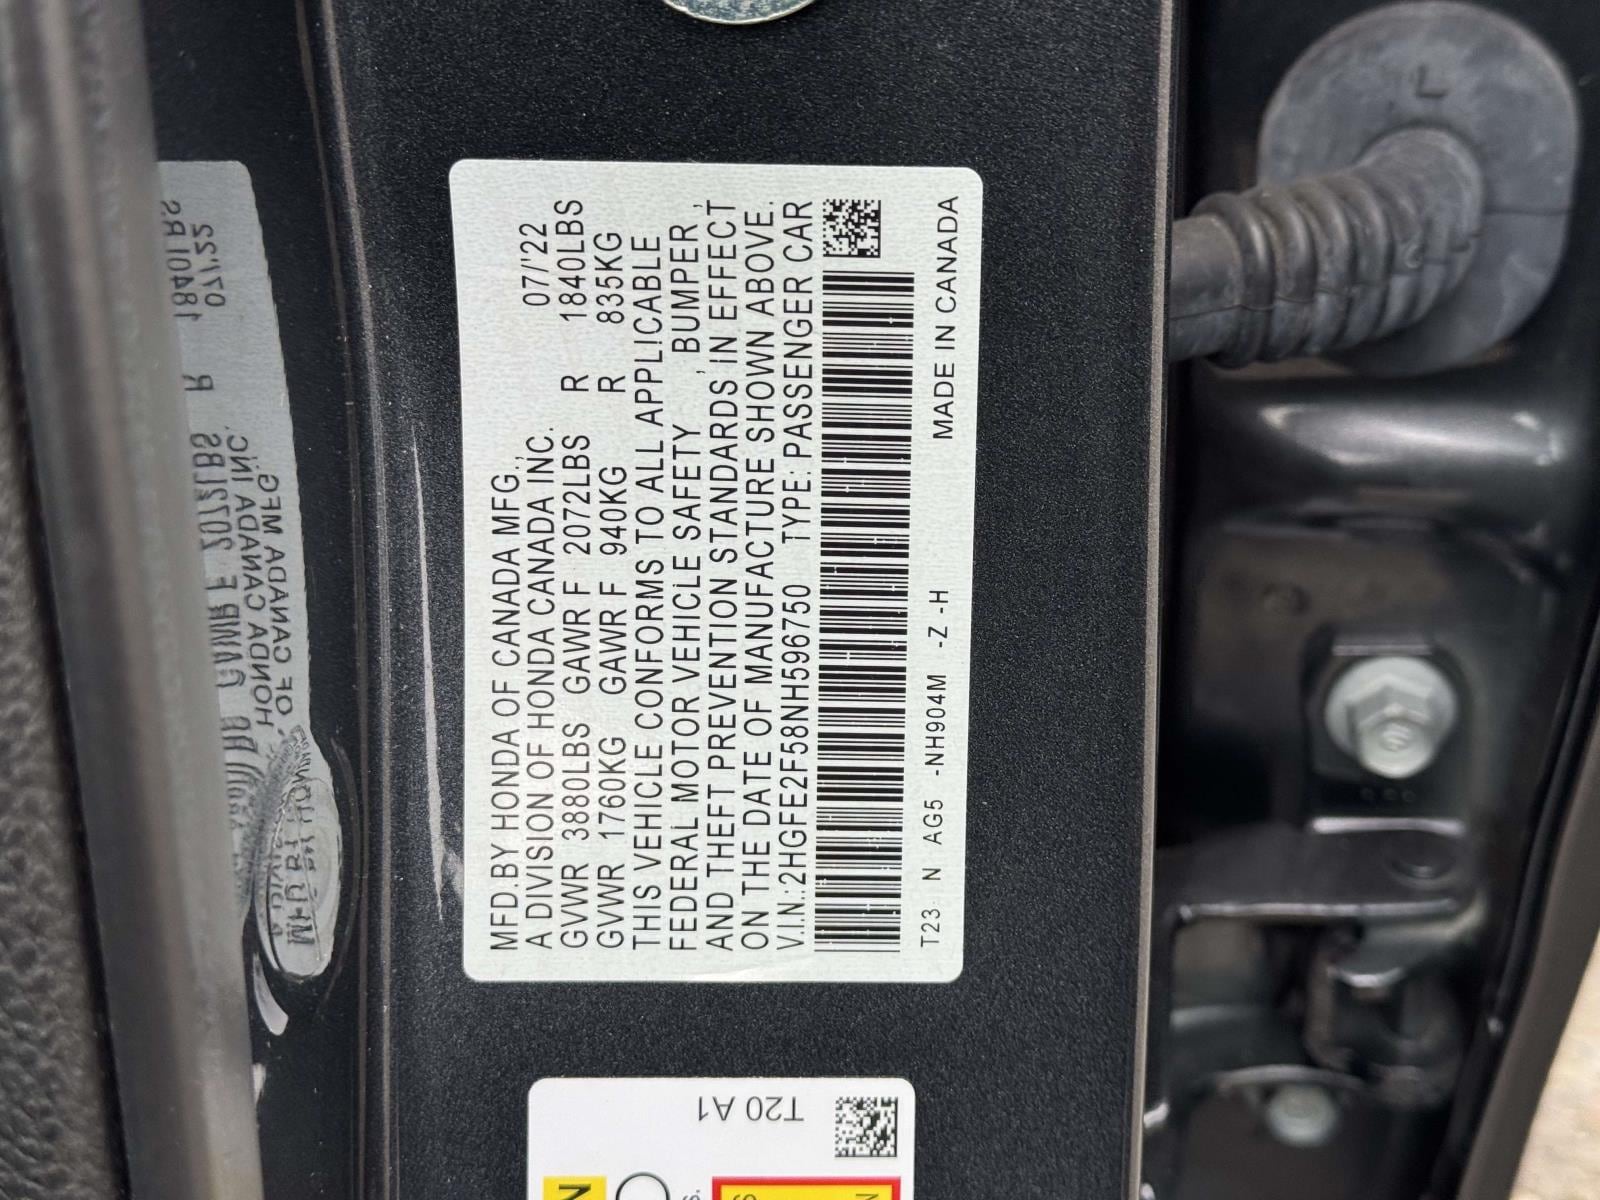 MFD.BY HONDA OF CANADA MFG.,
A DIVISION OF HONDA CANADA INC. 07/'22
GVWR 3880LBS GAWR F 2072LBS R 1840LBS
GVWR 1760KG GAWR F 940KG R 835KG
THIS VEHICLE CONFORMS TO ALL APPLICABLE
FEDERAL MOTOR VEHICLE SAFETY , BUMPER ,
AND THEFT PREVENTION STANDARDS IN EFFECT
ON THE DATE OF MANUFACTURE SHOWN ABOVE.
V.I.N.:2HGFE2F58NH596750 TYPE: PASSENGER CAR
T23 N AG5 -NH904M -Z -H MADE IN CANADA
T20 A1
L